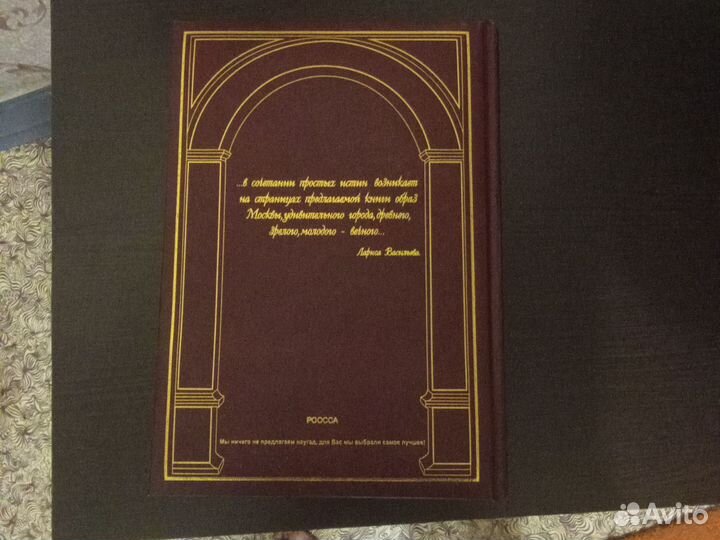 ...в сочетании простых истин возникает
на страницах предлагаемой книги образ
Москвы, удивительного города, древнего,
зрелого, молодого - вечного...
Лариса Васильева.
РООССА
Мы ничего не предлагаем наугад, для Вас мы выбрали самое лучшее!
Avito